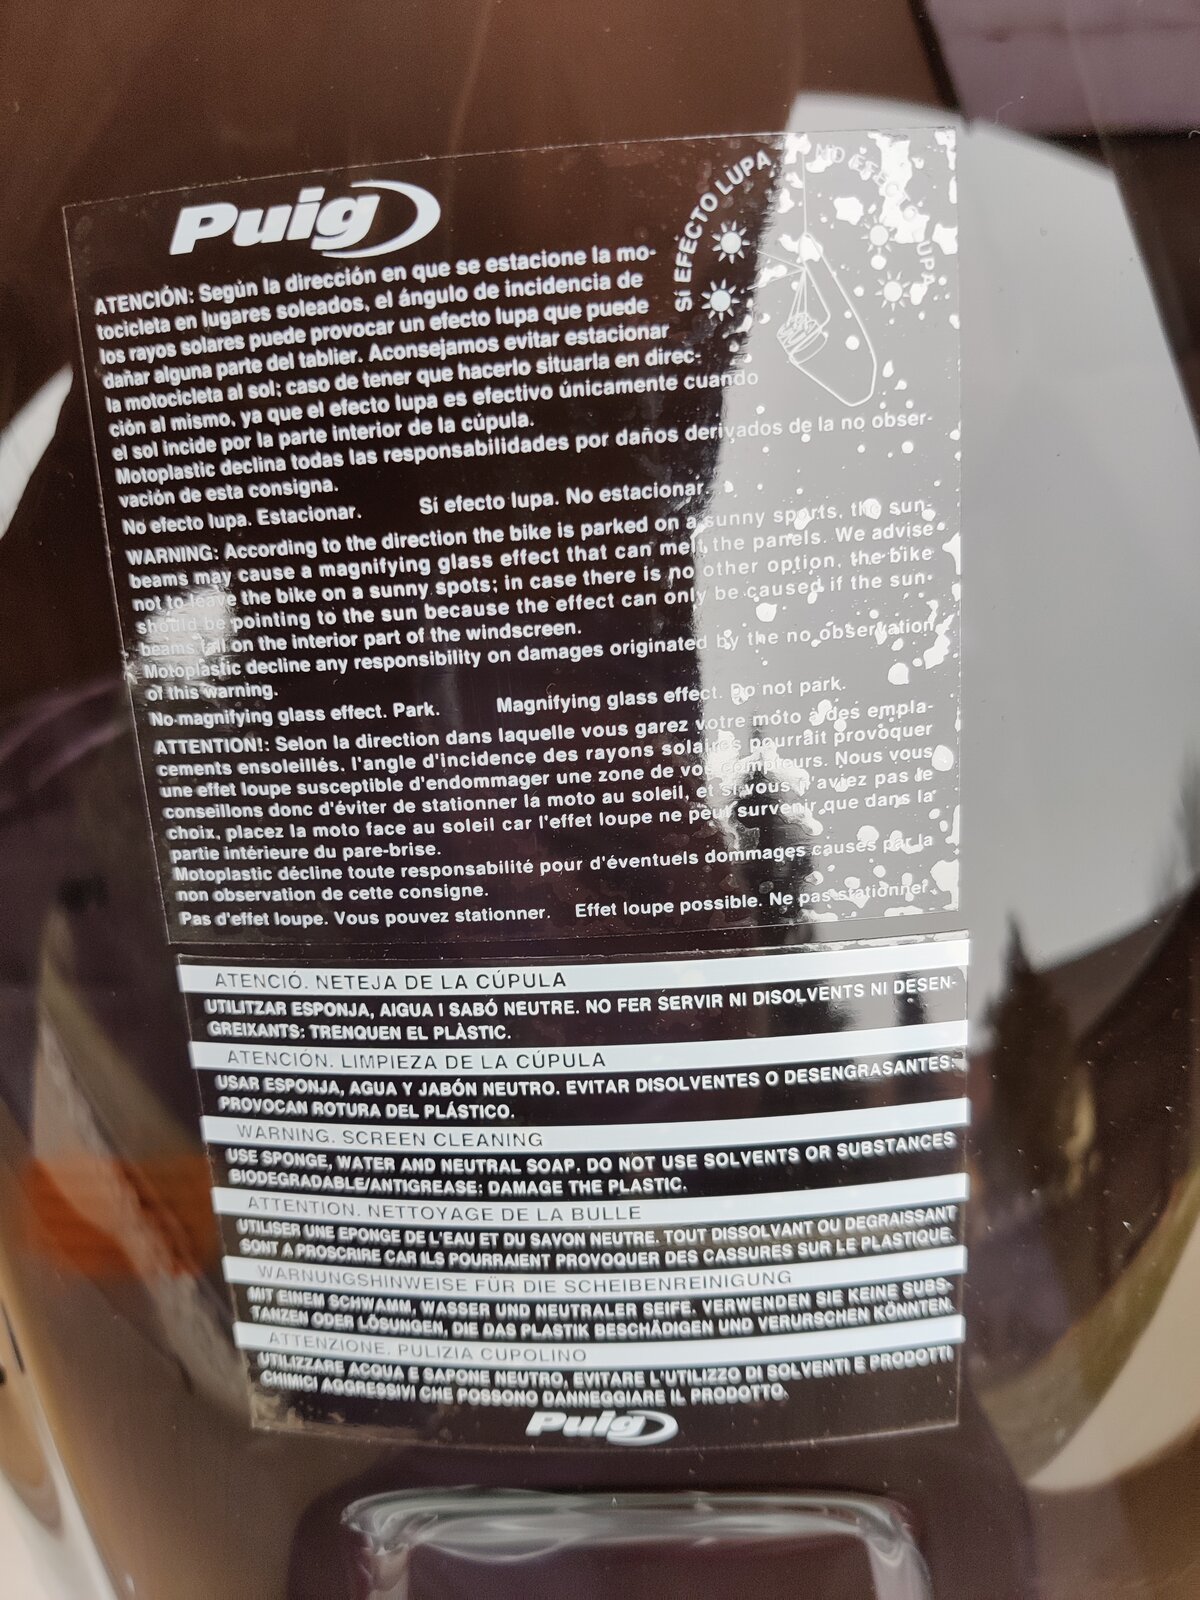 Puig
SI EFECTO LUPA
NO EFECTO LUPA
ATENCIÓN: Según la dirección en que se estacione la mo-
tocicleta en lugares soleados, el ángulo de incidencia de
los rayos solares puede provocar un efecto lupa que puede
dañar alguna parte del tablier. Aconsejamos evitar estacionar
la motocicleta al sol; caso de tener que hacerlo situarla en direc-
ción al mismo, ya que el efecto lupa es efectivo únicamente cuando
el sol incide por la parte interior de la cúpula.
Motoplastic declina todas las responsabilidades por daños derivados de la no obser-
vación de esta consigna.
No efecto lupa. Estacionar. Sí efecto lupa. No estacionar
WARNING: According to the direction the bike is parked on a sunny sports, the sun-
beams may cause a magnifying glass effect that can melt the panels. We advise
not to leave the bike on a sunny spots; in case there is no other option, the bike
should be pointing to the sun because the effect can only be caused if the sun-
beams fall on the interior part of the windscreen.
Motoplastic decline any responsibility on damages originated by the no observation
of this warning.
No magnifying glass effect. Park. Magnifying glass effect. Do not park.
ATTENTION!: Selon la direction dans laquelle vous garez votre moto à des empla-
cements ensoleillés, l'angle d'incidence des rayons solaires pourrait provoquer
une effet loupe susceptible d'endommager une zone de vos compteurs. Nous vous
conseillons donc d'éviter de stationner la moto au soleil, et si vous n'aviez pas le
choix, placez la moto face au soleil car l'effet loupe ne peut survenir que dans la
partie intérieure du pare-brise.
Motoplastic décline toute responsabilité pour d'éventuels dommages causés par la
non observation de cette consigne.
Pas d'effet loupe. Vous pouvez stationner. Effet loupe possible. Ne pas stationner.
ATENCIÓ. NETEJA DE LA CÚPULA
UTILITZAR ESPONJA, AIGUA I SABÓ NEUTRE. NO FER SERVIR NI DISOLVENTS NI DESEN-
GREIXANTS: TRENQUEN EL PLÀSTIC.
ATENCIÓN. LIMPIEZA DE LA CÚPULA
USAR ESPONJA, AGUA Y JABÓN NEUTRO. EVITAR DISOLVENTES O DESENGRASANTES:
PROVOCAN ROTURA DEL PLÁSTICO.
WARNING. SCREEN CLEANING
USE SPONGE, WATER AND NEUTRAL SOAP. DO NOT USE SOLVENTS OR SUBSTANCES
BIODEGRADABLE/ANTIGREASE: DAMAGE THE PLASTIC.
ATTENTION. NETTOYAGE DE LA BULLE
UTILISER UNE EPONGE DE L'EAU ET DU SAVON NEUTRE. TOUT DISSOLVANT OU DEGRAISSANT
SONT A PROSCRIRE CAR ILS POURRAIENT PROVOQUER DES CASSURES SUR LE PLASTIQUE.
WARNUNGSHINWEISE FÜR DIE SCHEIBENREINIGUNG
MIT EINEM SCHWAMM, WASSER UND NEUTRALER SEIFE. VERWENDEN SIE KEINE SUBS-
TANZEN ODER LÖSUNGEN, DIE DAS PLASTIK BESCHÄDIGEN UND VERURSCHEN KÖNNTEN.
ATTENZIONE. PULIZIA CUPOLINO
UTILIZZARE ACQUA E SAPONE NEUTRO, EVITARE L'UTILIZZO DI SOLVENTI E PRODOTTI
CHIMICI AGGRESSIVI CHE POSSONO DANNEGGIARE IL PRODOTTO.
Puig